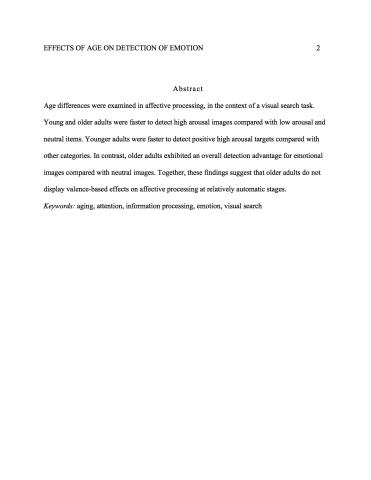 EFFECTS OF AGE ON DETECTION OF EMOTION 2
Abstract
Age differences were examined in affective processing, in the context of a visual search task.
Young and older adults were faster to detect high arousal images compared with low arousal and
neutral items. Younger adults were faster to detect positive high arousal targets compared with
other categories. In contrast, older adults exhibited an overall detection advantage for emotional
images compared with neutral images. Together, these findings suggest that older adults do not
display valence-based effects on affective processing at relatively automatic stages.
Keywords: aging, attention, information processing, emotion, visual search